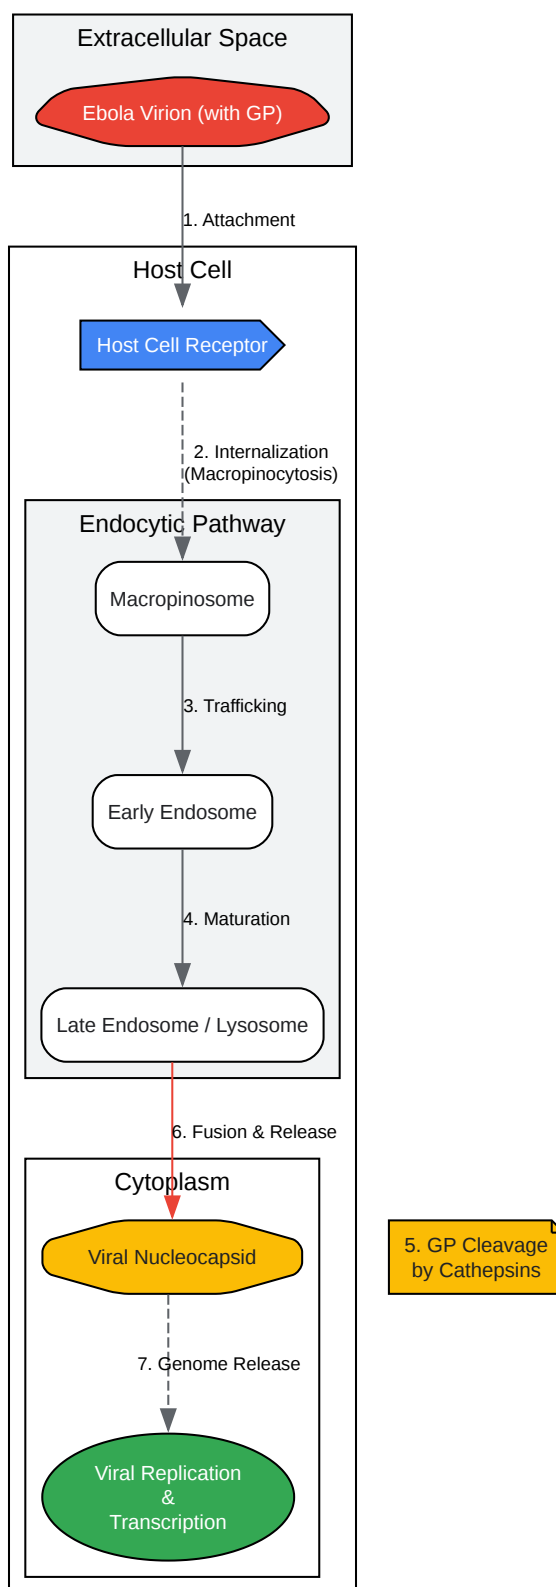 Extracellular Space
Ebola Virion (with GP)
1. Attachment
Host Cell
Host Cell Receptor
2. Internalization
(Macropinocytosis)
Endocytic Pathway
Macropinosome
3. Trafficking
Early Endosome
4. Maturation
Late Endosome / Lysosome
6. Fusion & Release
Cytoplasm
Viral Nucleocapsid
5. GP Cleavage
by Cathepsins
7. Genome Release
Viral Replication
&
Transcription